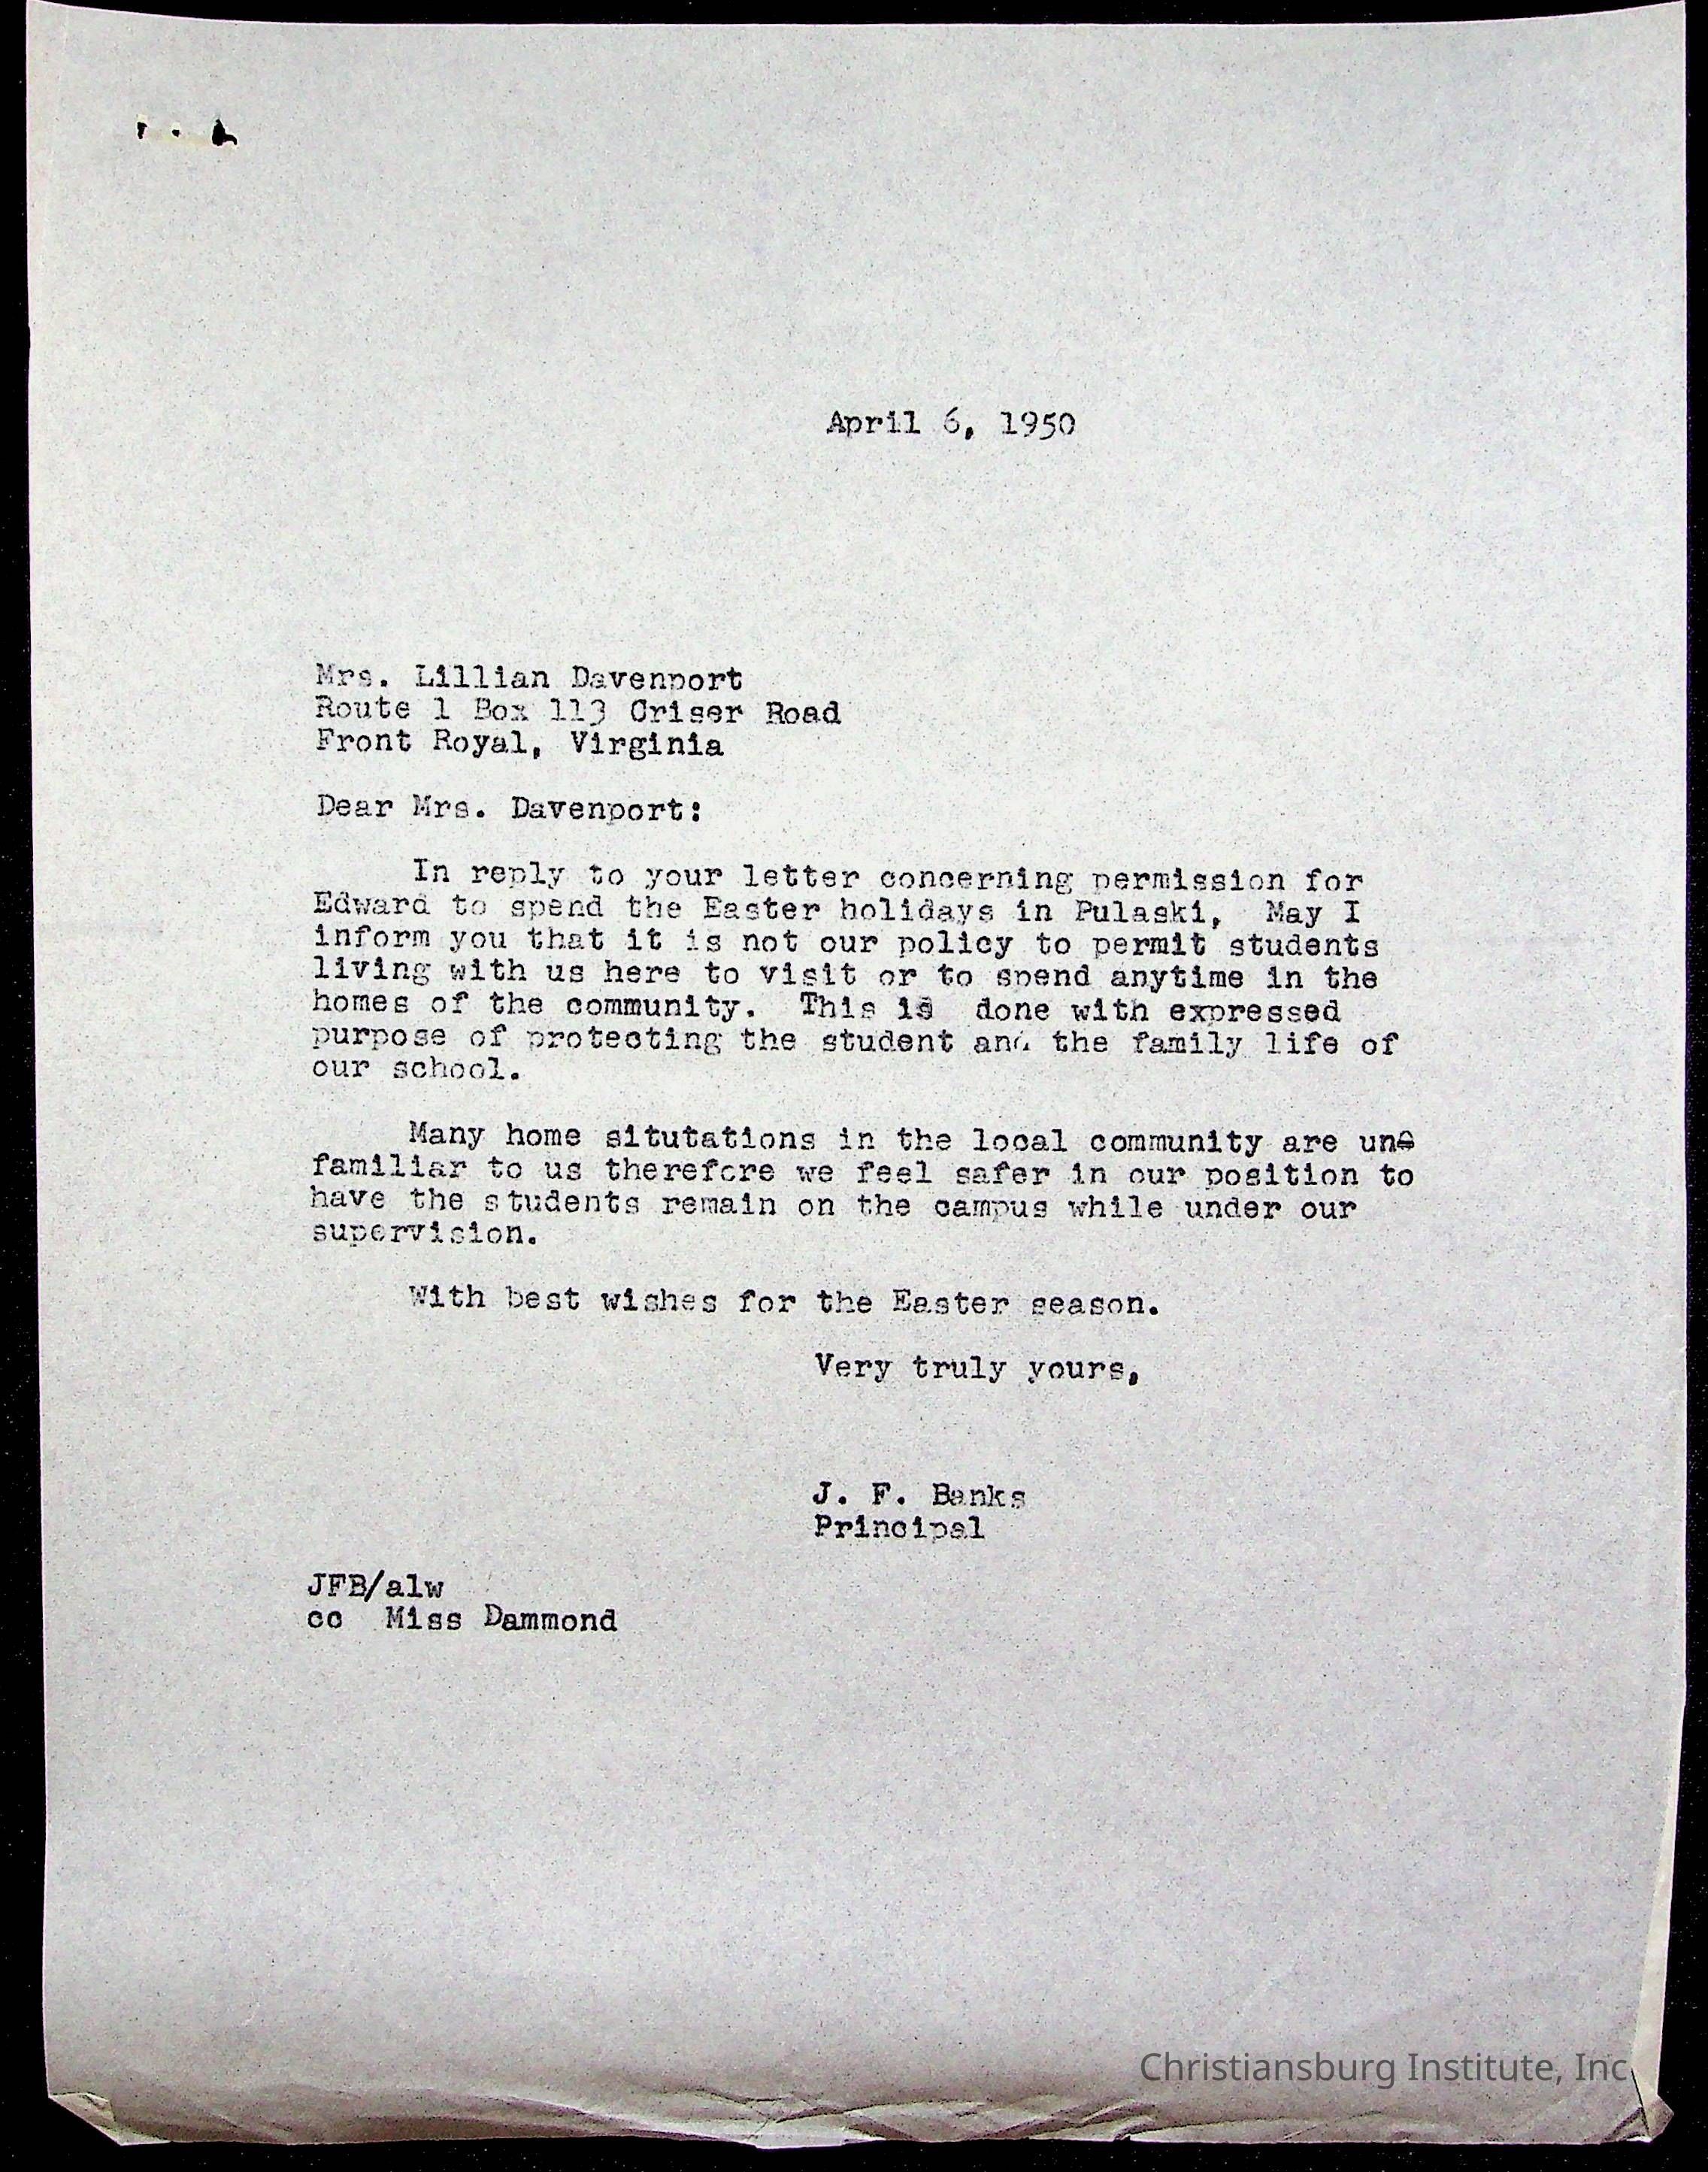 April 6, 1950
Mrs. Lillian Davenport
Route 1 Box 113 Criser Road
Front Royal, Virginia
Dear Mrs. Davenport:
In reply to your letter concerning permission for
Edward to spend the Easter holidays in Pulaski, May I
inform you that it is not our policy to permit students
living with us here to visit or to spend anytime in the
homes of the community. This is done with expressed
purpose of protecting the student and the family life of
our school.
Many home situtations in the local community are un-
familiar to us therefore we feel safer in our position to
have the students remain on the campus while under our
supervision.
With best wishes for the Easter season.
Very truly yours,
J. F. Banks
Principal
JFB/alw
cc Miss Dammond
Christiansburg Institute, Inc.